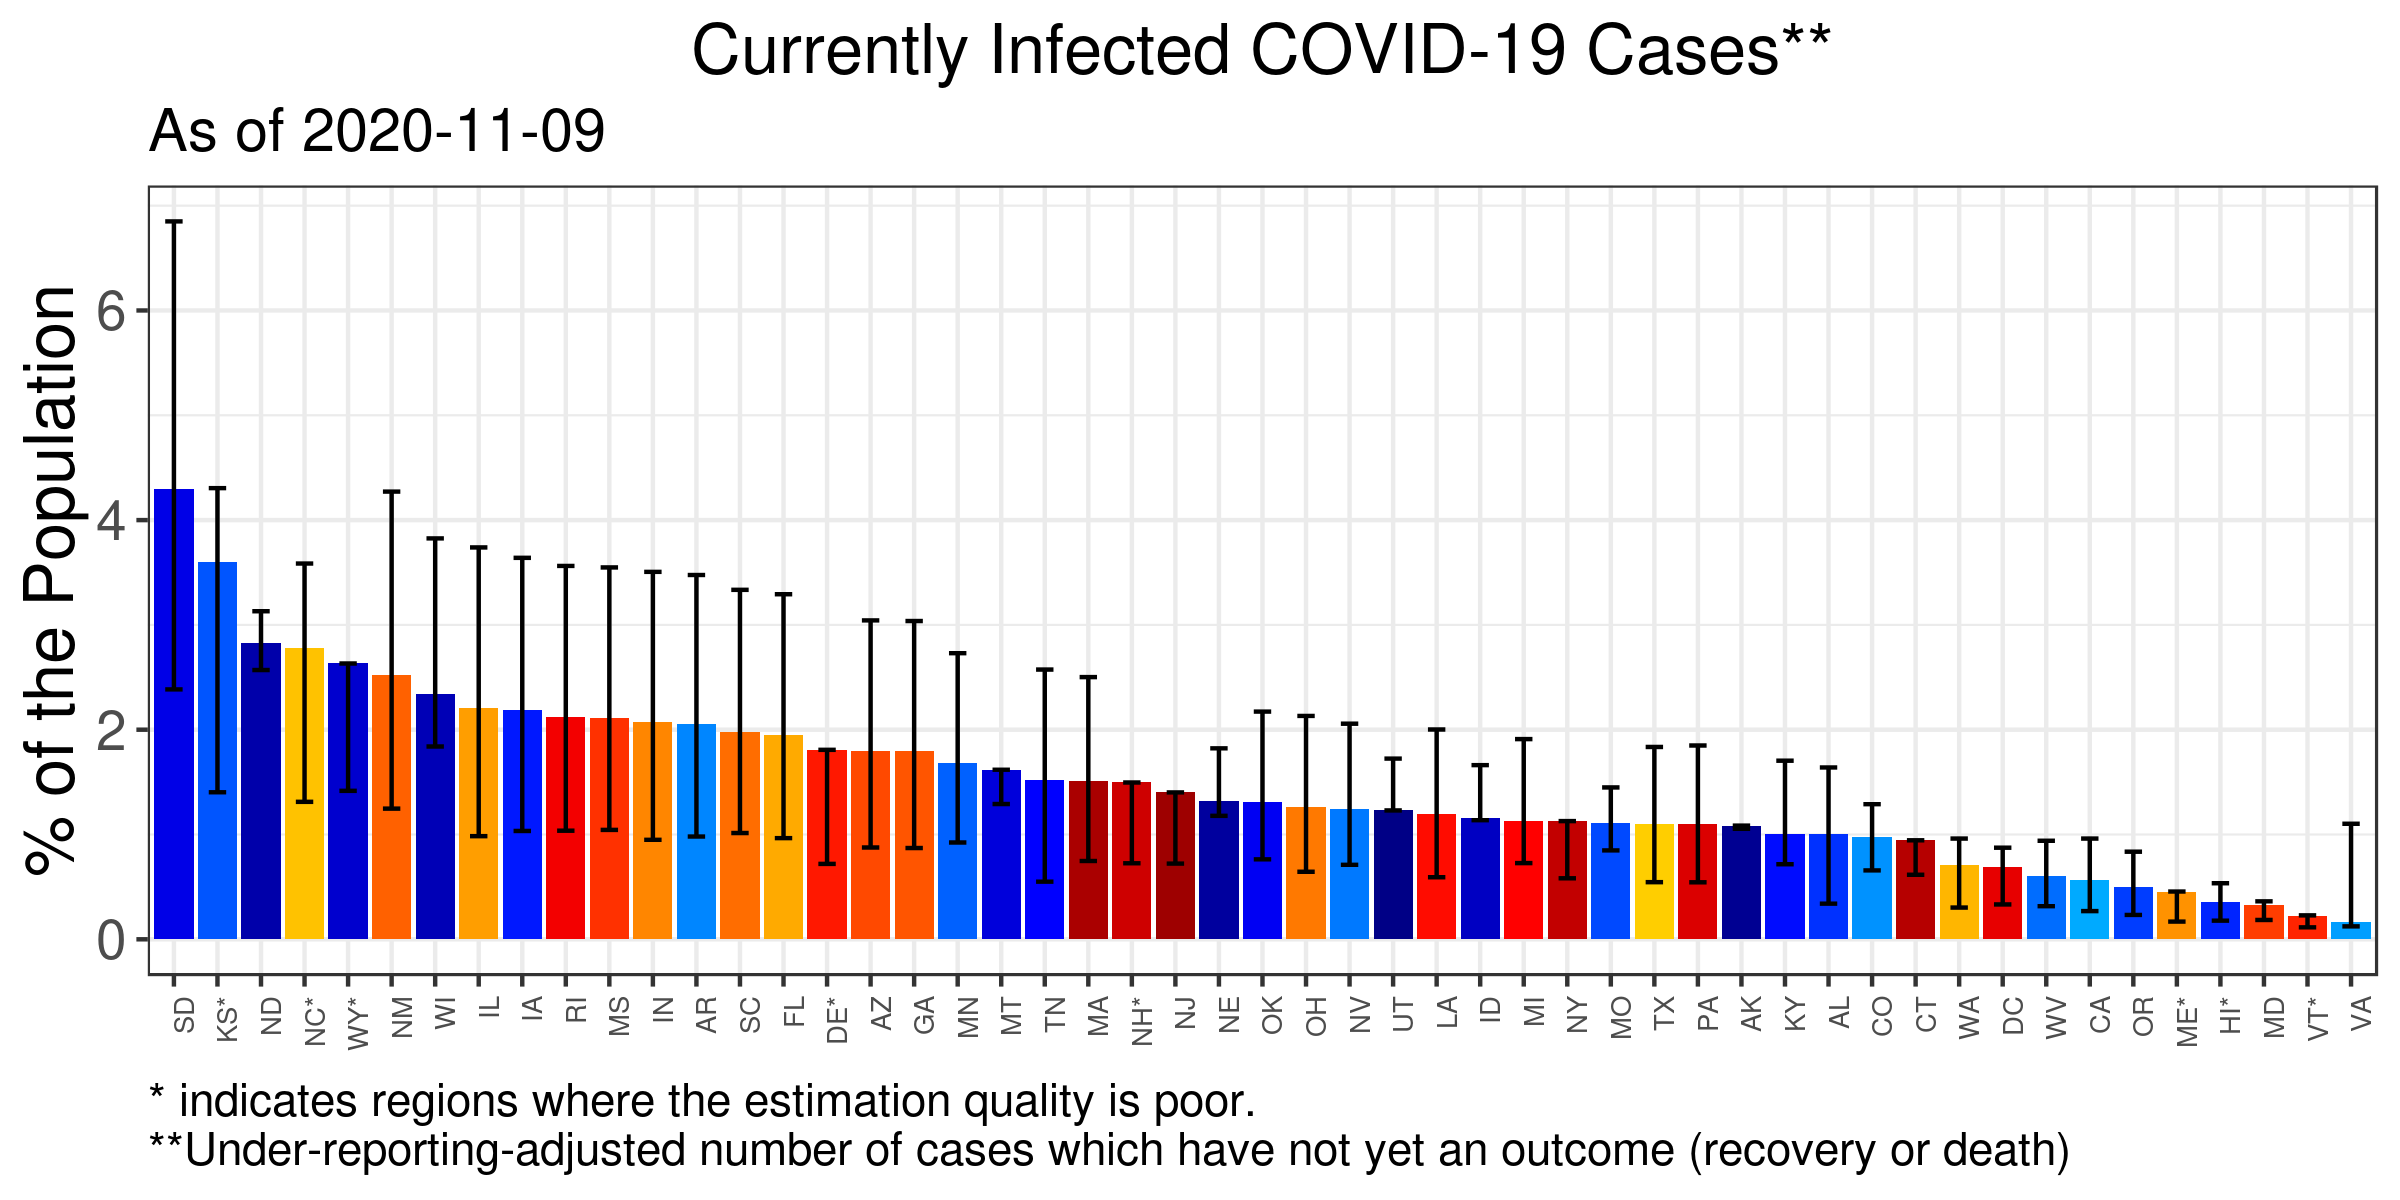 Currently Infected COVID-19 Cases**
As of 2020-11-09
% of the Population
6
4
2
0
SD KS* ND NC* WY* NM WI IL IA RI MS IN AR SC FL DE* AZ GA MN MT TN MA NH* NJ NE OK OH NV UT LA ID MI NY MO TX PA AK KY AL CO CT WA DC WV CA OR ME* HI* MD VT* VA
* indicates regions where the estimation quality is poor.
**Under-reporting-adjusted number of cases which have not yet an outcome (recovery or death)